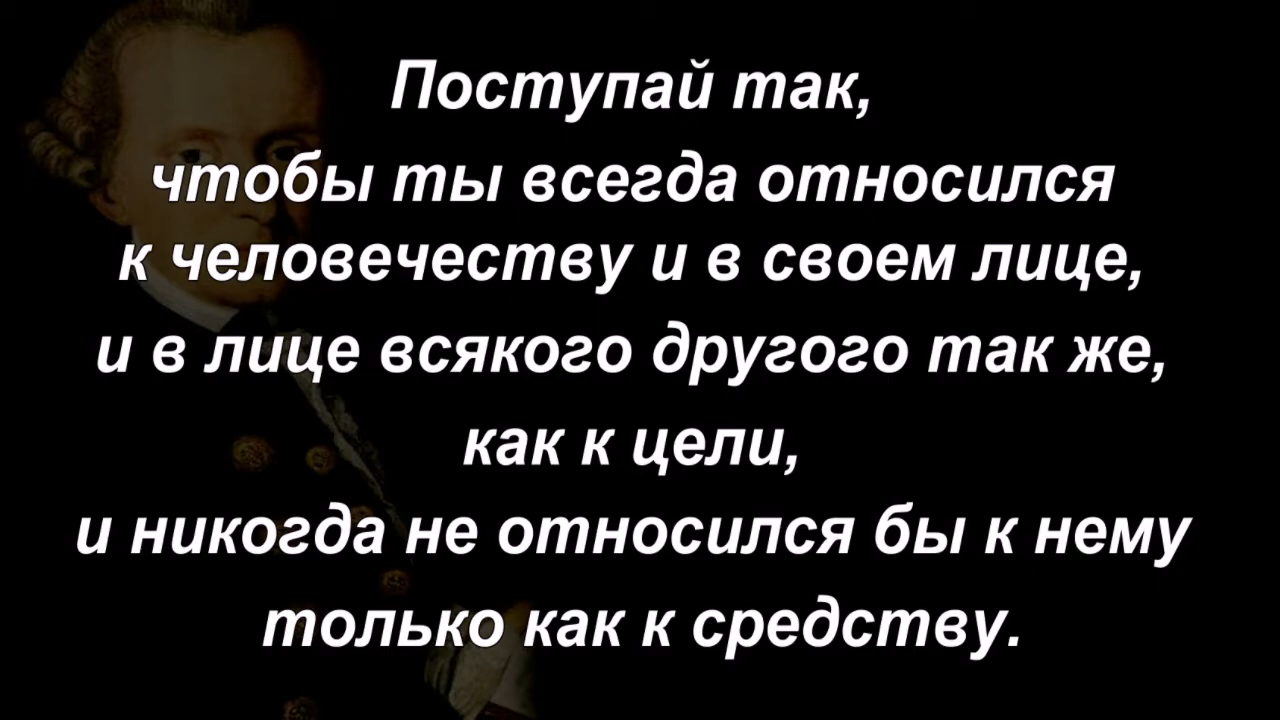 Поступай так,
чтобы ты всегда относился
к человечеству и в своем лице,
и в лице всякого другого так же,
как к цели,
и никогда не относился бы к нему
только как к средству.